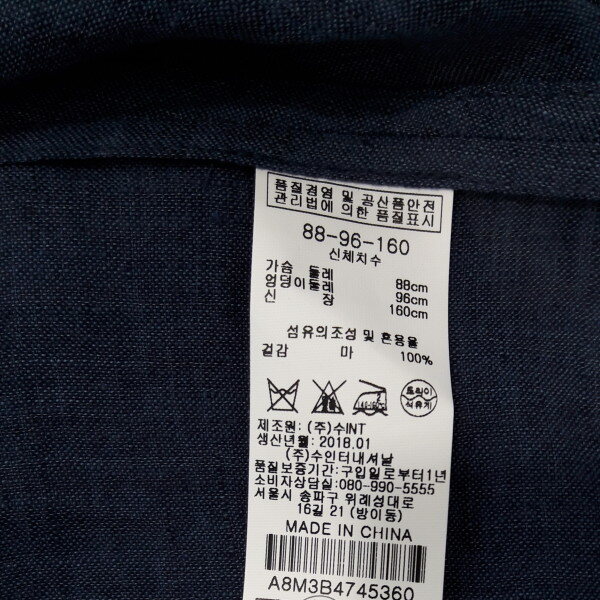 품질경영 및 공산품안전
관리법에 의한 품질표시
88-96-160
신체치수
가슴 둘레 88cm
엉덩이둘레 96cm
신 장 160cm
섬유의조성 및 혼용율
겉감 마 100%
드라이
석유계
제조원: (주)수INT
생산년월: 2018.01
(주)수인터내셔날
품질보증기간: 구입일로부터1년
소비자상담실:080-990-5555
서울시 송파구 위례성대로
16길 21 (방이동)
MADE IN CHINA
A8M3B4745360